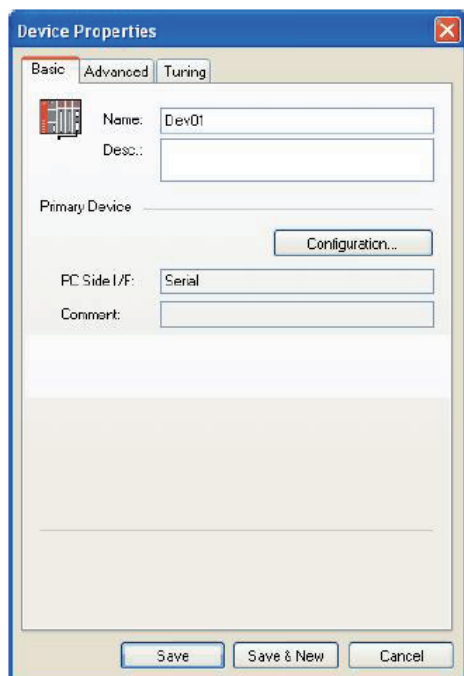 Device Properties
Basic Advanced Tuning
Name: Dev01
Desc.:
Primary Device
Configuration...
PC Side I/F: Serial
Comment:
Save Save & New Cancel